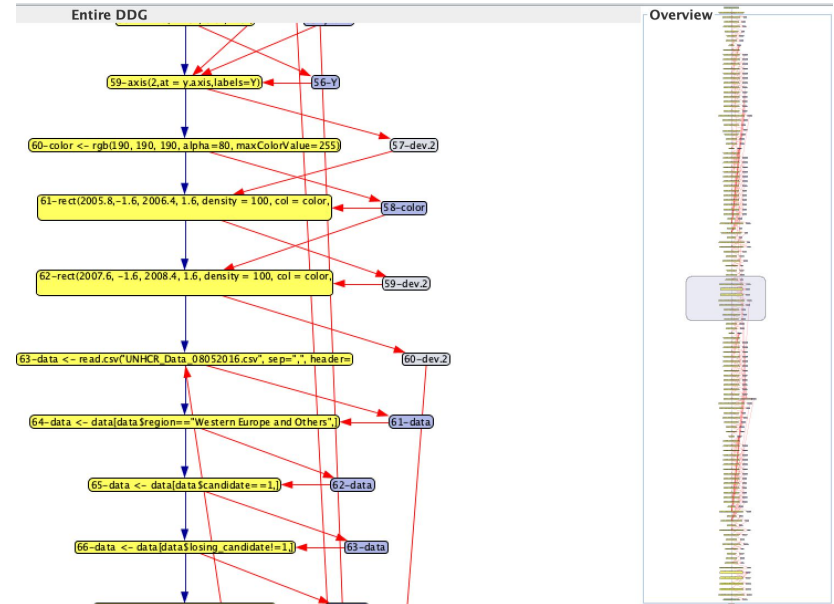 Entire DDG
Overview
59-axis(2,at = y.axis,labels=Y)
56-Y
60-color <- rgb(190, 190, 190, alpha=80, maxColorValue=255)
57-dev.2
61-rect(2005.8,-1.6, 2006.4, 1.6, density = 100, col = color,
58-color
62-rect(2007.6, -1.6, 2008.4, 1.6, density = 100, col = color,
59-dev.2
63-data <- read.csv("UNHCR_Data_08052016.csv", sep=",", header=
60-dev.2
64-data <- data[data$region=="Western Europe and Others",]
61-data
65-data <- data[data$candidate==1,]
62-data
66-data <- data[data$losing_candidate!=1,]
63-data